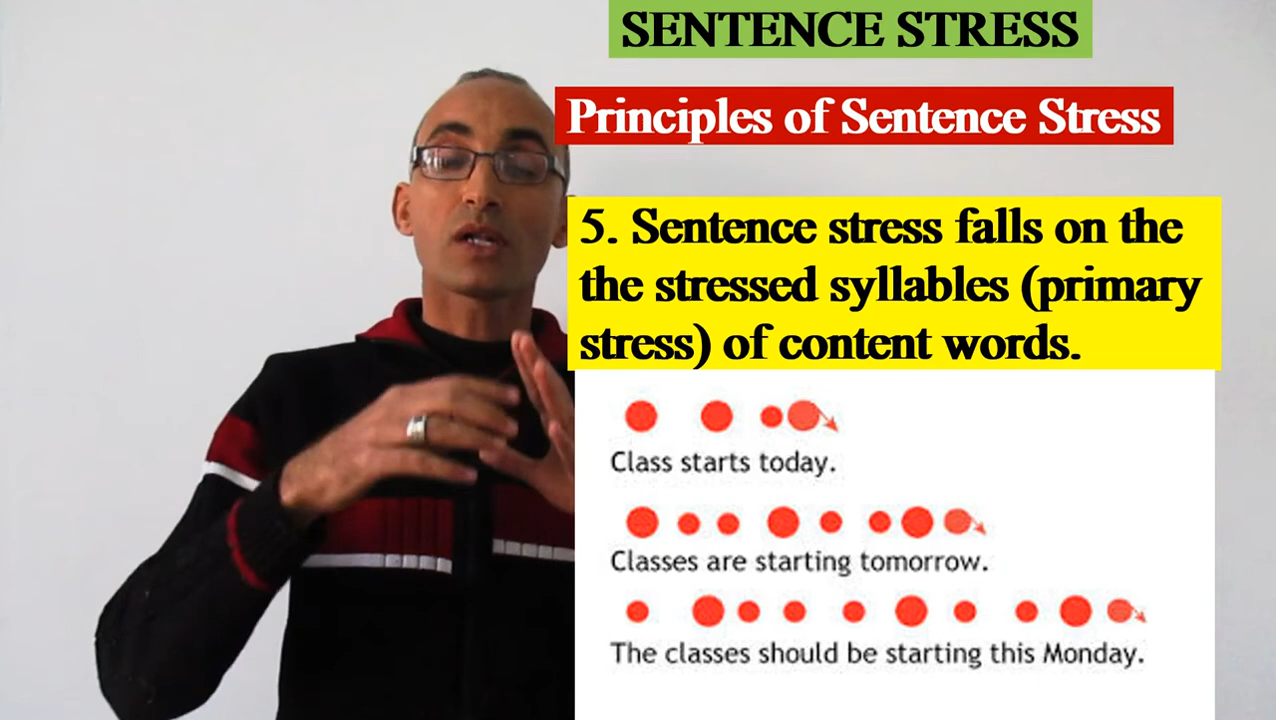 SENTENCE STRESS
Principles of Sentence Stress
5. Sentence stress falls on the
the stressed syllables (primary
stress) of content words.
Class starts today.
Classes are starting tomorrow.
The classes should be starting this Monday.